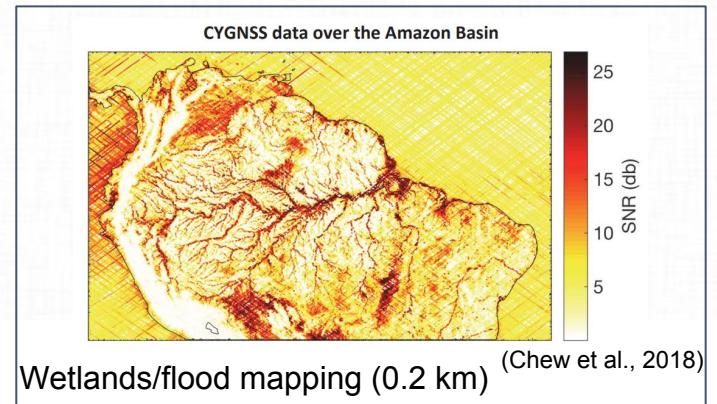 CYGNSS data over the Amazon Basin
25
20
15
10
5
SNR (db)
(Chew et al., 2018)
Wetlands/flood mapping (0.2 km)